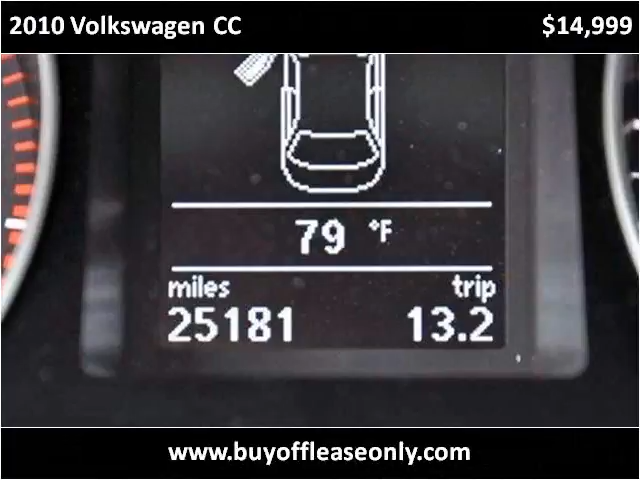 2010 Volkswagen CC $14,999
79 °F
miles trip
25181 13.2
www.buyoffleaseonly.com